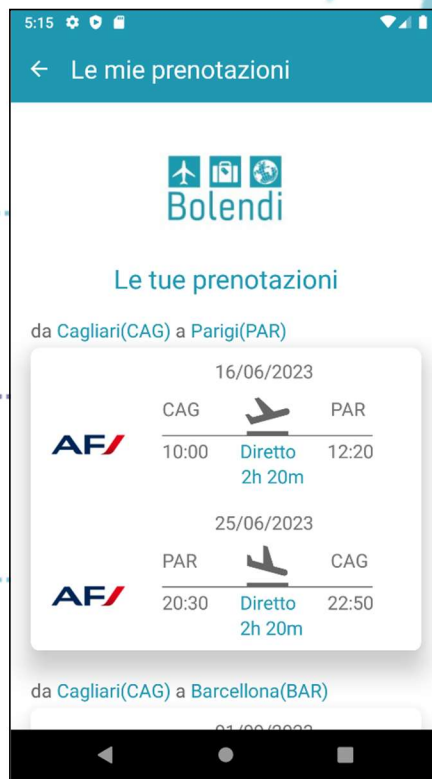 5:15
Le mie prenotazioni
Bolendi
Le tue prenotazioni
da Cagliari(CAG) a Parigi(PAR)
16/06/2023
CAG PAR
AF
10:00 Diretto 12:20
2h 20m
25/06/2023
PAR CAG
AF
20:30 Diretto 22:50
2h 20m
da Cagliari(CAG) a Barcellona(BAR)